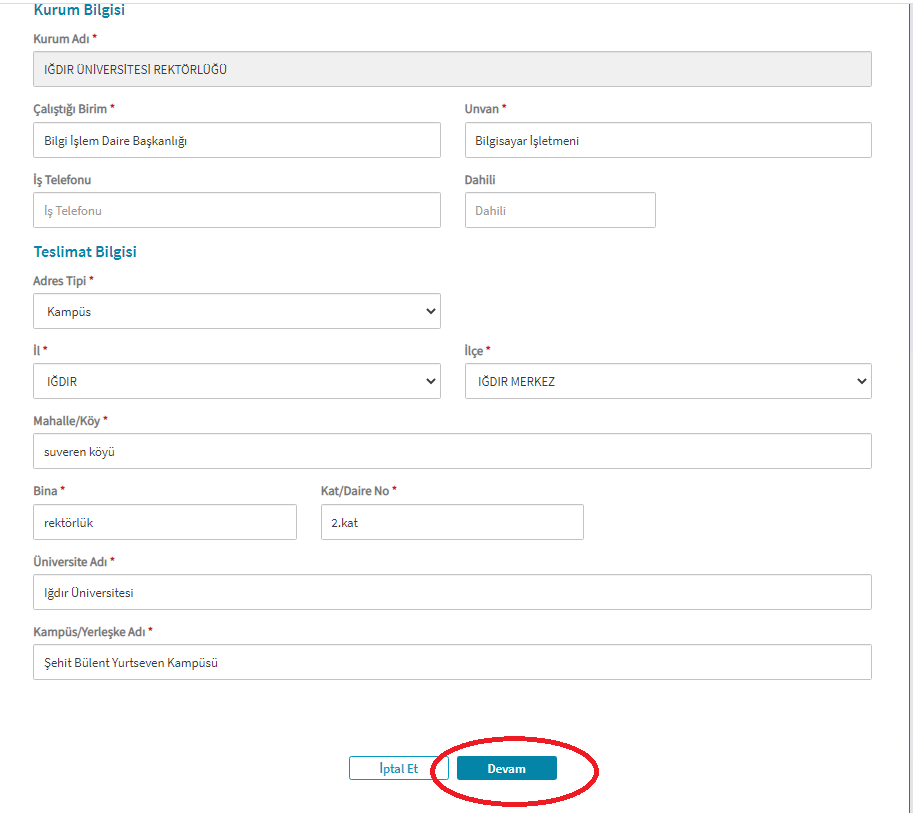 Kurum Bilgisi
Kurum Adı *
IĞDIR ÜNİVERSİTESİ REKTÖRLÜĞÜ
Çalıştığı Birim * Unvan *
Bilgi İşlem Daire Başkanlığı Bilgisayar İşletmeni
İş Telefonu Dahili
İş Telefonu Dahili
Teslimat Bilgisi
Adres Tipi *
Kampüs
İl * İlçe *
IĞDIR IĞDIR MERKEZ
Mahalle/Köy *
suveren köyü
Bina * Kat/Daire No *
rektörlük 2.kat
Üniversite Adı *
Iğdır Üniversitesi
Kampüs/Yerleşke Adı *
Şehit Bülent Yurtseven Kampüsü
İptal Et Devam